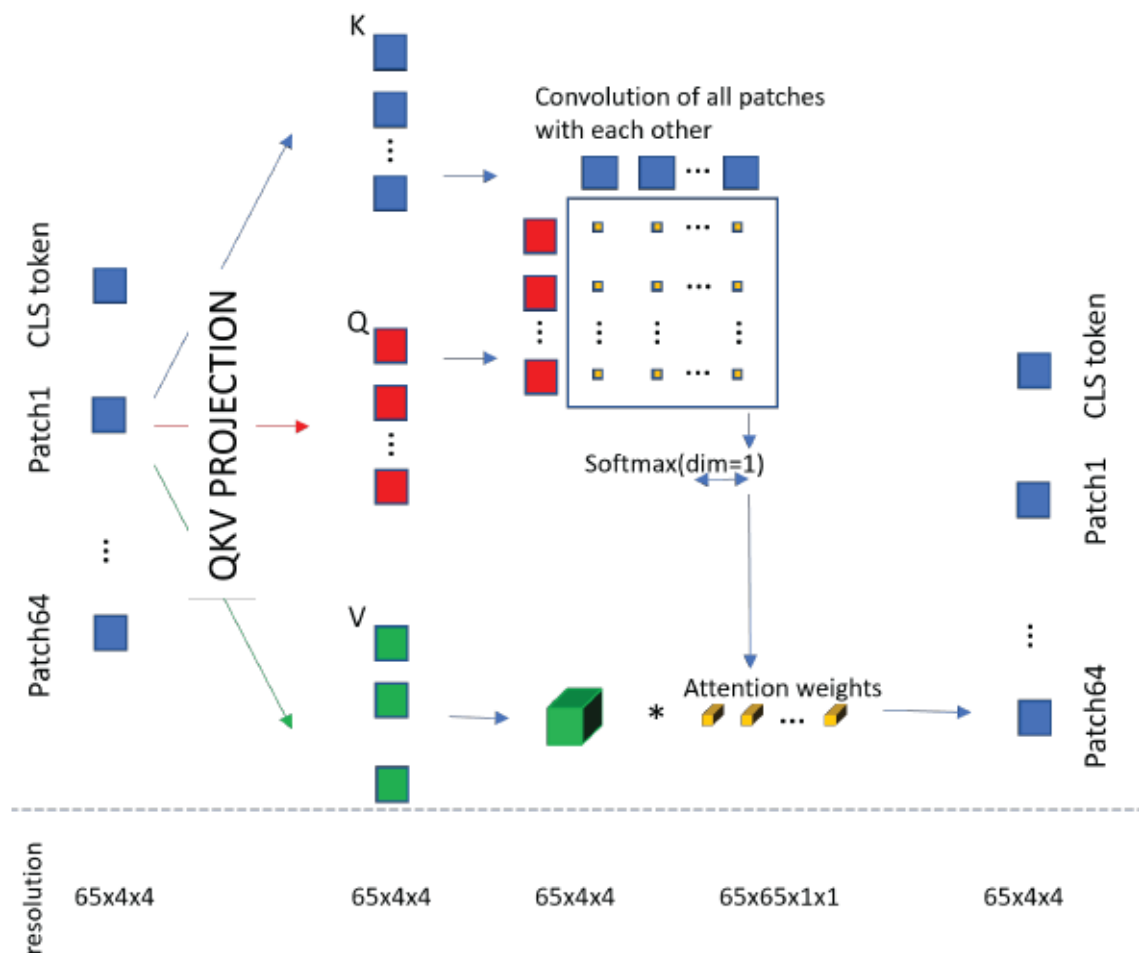 K
Convolution of all patches
with each other
...
...
...
CLS token
Patch1
...
Patch64
QKV PROJECTION
Q
...
...
...
...
...
...
Softmax(dim=1)
V
Attention weights
*
...
CLS token
Patch1
...
Patch64
resolution
65x4x4
65x4x4
65x4x4
65x65x1x1
65x4x4